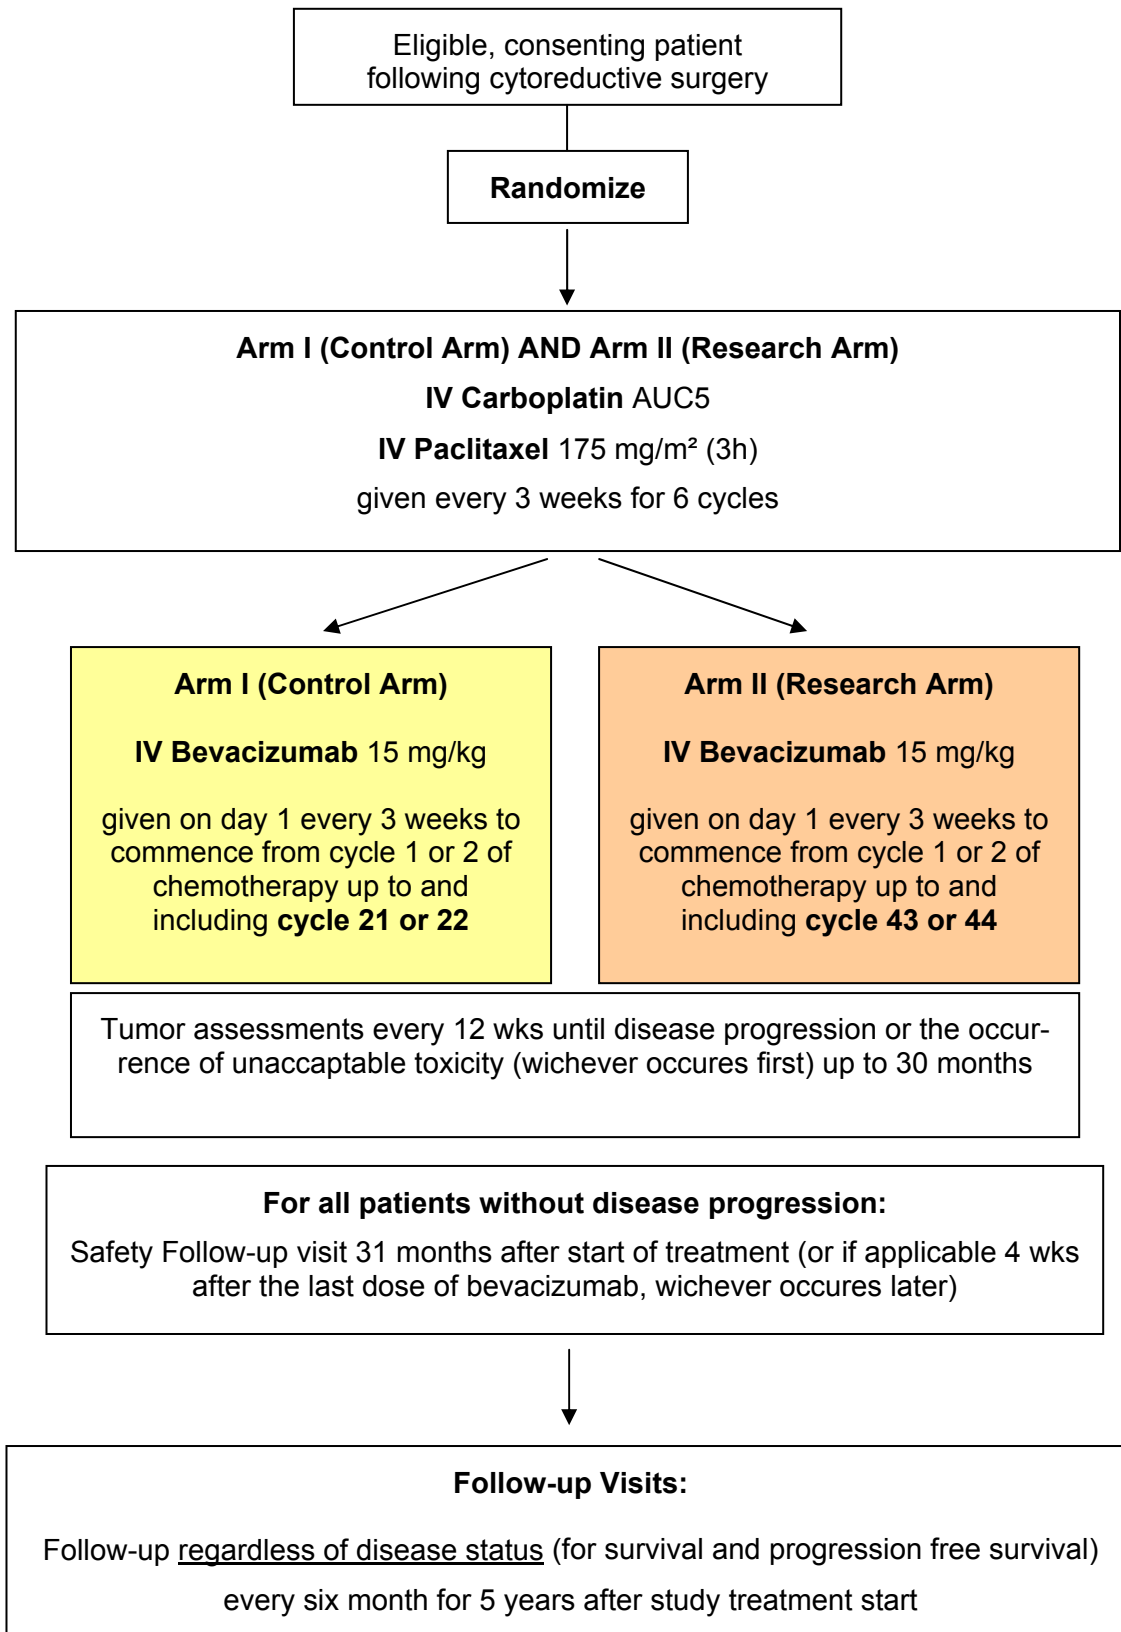 Eligible, consenting patient
following cytoreductive surgery
Randomize
Arm I (Control Arm) AND Arm II (Research Arm)
IV Carboplatin AUC5
IV Paclitaxel 175 mg/m² (3h)
given every 3 weeks for 6 cycles
Arm I (Control Arm)
IV Bevacizumab 15 mg/kg
given on day 1 every 3 weeks to
commence from cycle 1 or 2 of
chemotherapy up to and
including cycle 21 or 22
Arm II (Research Arm)
IV Bevacizumab 15 mg/kg
given on day 1 every 3 weeks to
commence from cycle 1 or 2 of
chemotherapy up to and
including cycle 43 or 44
Tumor assessments every 12 wks until disease progression or the occur-
rence of unaccaptable toxicity (wichever occures first) up to 30 months
For all patients without disease progression:
Safety Follow-up visit 31 months after start of treatment (or if applicable 4 wks
after the last dose of bevacizumab, wichever occures later)
Follow-up Visits:
Follow-up regardless of disease status (for survival and progression free survival)
every six month for 5 years after study treatment start